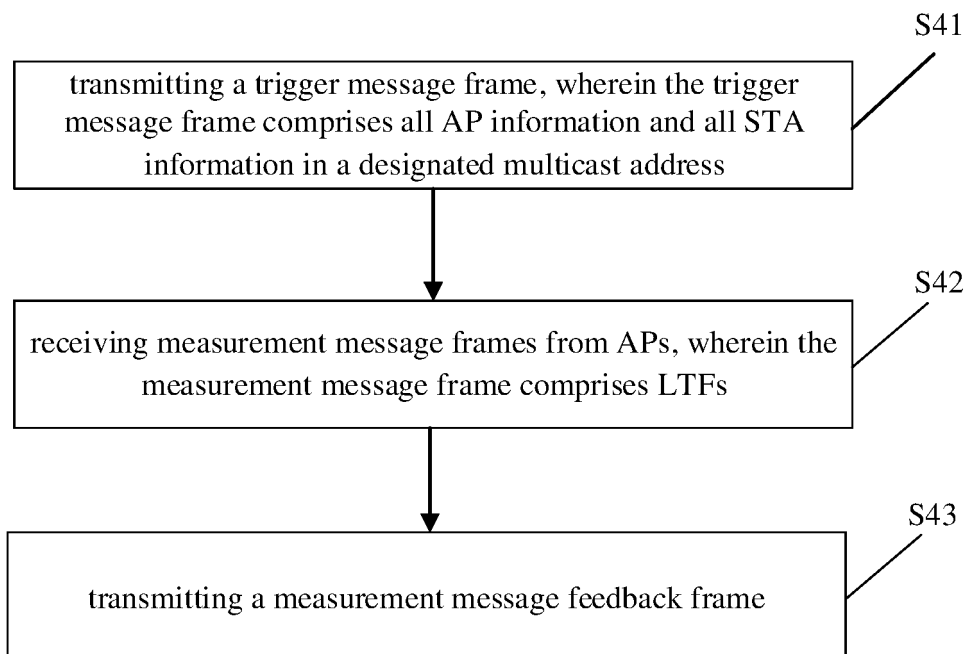 S41
transmitting a trigger message frame, wherein the trigger
message frame comprises all AP information and all STA
information in a designated multicast address
S42
receiving measurement message frames from APs, wherein the
measurement message frame comprises LTFs
S43
transmitting a measurement message feedback frame